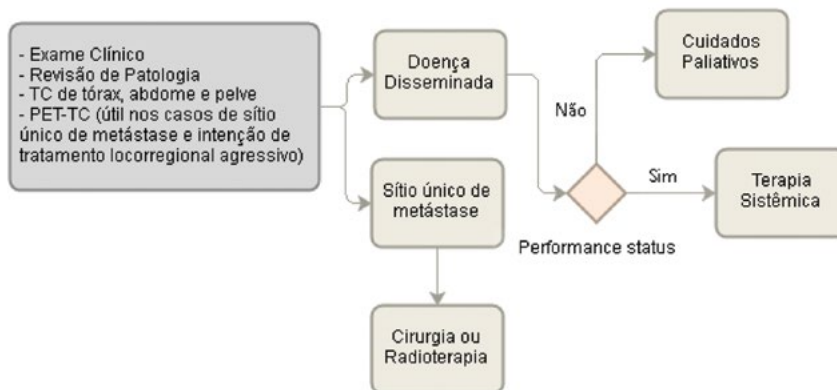 - Exame Clínico
- Revisão de Patologia
- TC de tórax, abdome e pelve
- PET-TC (útil nos casos de sítio
único de metástase e intenção de
tratamento locorregional agressivo)
Doença
Disseminada
Sítio único de
metástase
Cirurgia ou
Radioterapia
Não
Sim
Performance status
Cuidados
Paliativos
Terapia
Sistêmica